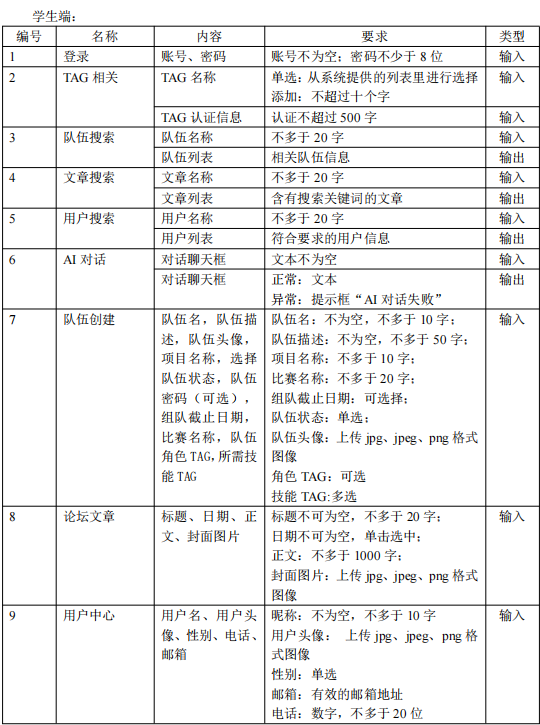 学生端：
编号 名称 内容 要求 类型
1 登录 账号、密码 账号不为空；密码不少于 8 位 输入
2 TAG 相关 TAG 名称 单选：从系统提供的列表里进行选择 输入
添加：不超过十个字
TAG 认证信息 认证不超过 500 字 输入
3 队伍搜索 队伍名称 不多于 20 字 输入
队伍列表 相关队伍信息 输出
4 文章搜索 文章名称 不多于 20 字 输入
文章列表 含有搜索关键词的文章 输出
5 用户搜索 用户名称 不多于 20 字 输入
用户列表 符合要求的用户信息 输出
6 AI 对话 对话聊天框 文本不为空 输入
对话聊天框 正常：文本 输出
异常：提示框“AI 对话失败”
7 队伍创建 队伍名，队伍描 队伍名：不为空，不多于 10 字； 输入
述，队伍头像， 队伍描述：不为空，不多于 50 字；
项目名称，选择 项目名称：不多于 10 字；
队伍状态，队伍 比赛名称：不多于 20 字；
密码（可选）， 组队截止日期：可选择；
组队截止日期， 队伍状态：单选；
比赛名称，队伍 队伍头像：上传 jpg、jpeg、png 格式
角色 TAG，所需技 图像
能 TAG 角色 TAG：可选
技能 TAG:多选
8 论坛文章 标题、日期、正 标题不可为空，不多于 20 字； 输入
文、封面图片 日期不可为空，单击选中；
正文：不多于 1000 字；
封面图片：上传 jpg、jpeg、png 格式
图像
9 用户中心 用户名、用户头 昵称：不为空，不多于 10 字 输入
像、性别、电话、 用户头像： 上传 jpg、jpeg、png 格
邮箱 式图像
性别：单选
邮箱：有效的邮箱地址
电话：数字，不多于 20 位